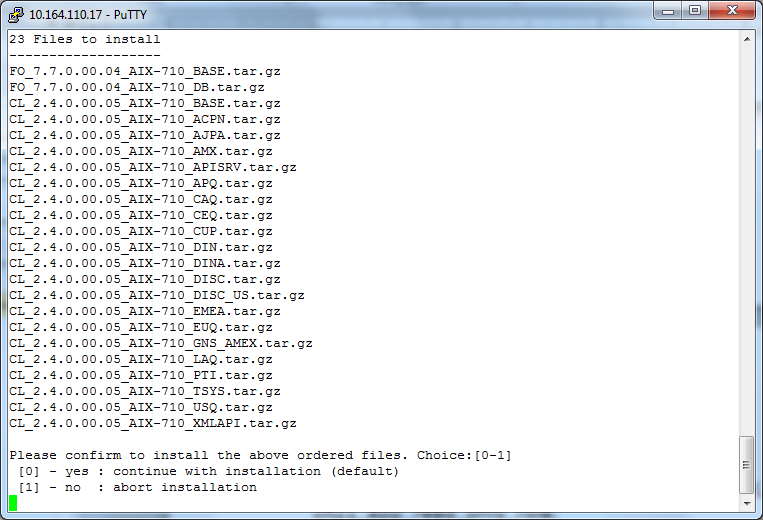 10.164.110.17 - PuTTY
23 Files to install
-------------------
FO_7.7.0.00.04_AIX-710_BASE.tar.gz
FO_7.7.0.00.04_AIX-710_DB.tar.gz
CL_2.4.0.00.05_AIX-710_BASE.tar.gz
CL_2.4.0.00.05_AIX-710_ACPN.tar.gz
CL_2.4.0.00.05_AIX-710_AJPA.tar.gz
CL_2.4.0.00.05_AIX-710_AMX.tar.gz
CL_2.4.0.00.05_AIX-710_APISRV.tar.gz
CL_2.4.0.00.05_AIX-710_APQ.tar.gz
CL_2.4.0.00.05_AIX-710_CAQ.tar.gz
CL_2.4.0.00.05_AIX-710_CEQ.tar.gz
CL_2.4.0.00.05_AIX-710_CUP.tar.gz
CL_2.4.0.00.05_AIX-710_DIN.tar.gz
CL_2.4.0.00.05_AIX-710_DINA.tar.gz
CL_2.4.0.00.05_AIX-710_DISC.tar.gz
CL_2.4.0.00.05_AIX-710_DISC_US.tar.gz
CL_2.4.0.00.05_AIX-710_EMEA.tar.gz
CL_2.4.0.00.05_AIX-710_EUQ.tar.gz
CL_2.4.0.00.05_AIX-710_GNS_AMEX.tar.gz
CL_2.4.0.00.05_AIX-710_LAQ.tar.gz
CL_2.4.0.00.05_AIX-710_PTI.tar.gz
CL_2.4.0.00.05_AIX-710_TSYS.tar.gz
CL_2.4.0.00.05_AIX-710_USQ.tar.gz
CL_2.4.0.00.05_AIX-710_XMLAPI.tar.gz
Please confirm to install the above ordered files. Choice:[0-1]
[0] - yes : continue with installation (default)
[1] - no  : abort installation